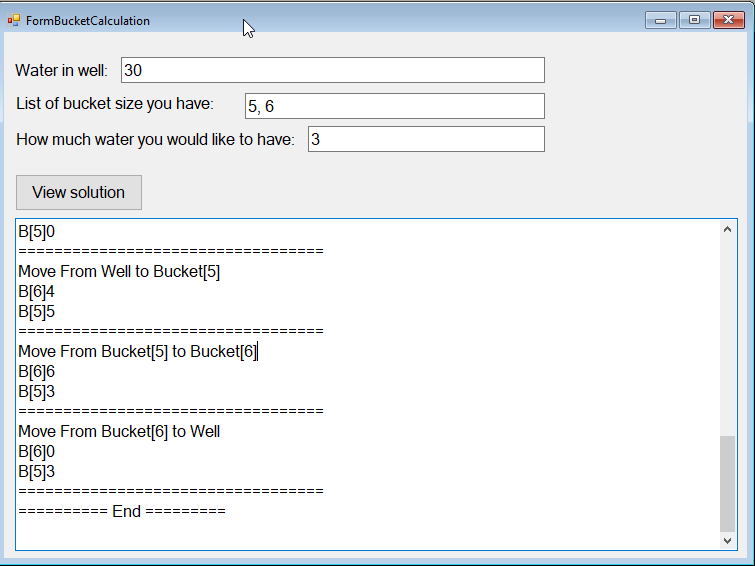 FormBucketCalculation
Water in well: 30
List of bucket size you have: 5, 6
How much water you would like to have: 3
View solution
B[5]0
==================================
Move From Well to Bucket[5]
B[6]4
B[5]5
==================================
Move From Bucket[5] to Bucket[6]
B[6]6
B[5]3
==================================
Move From Bucket[6] to Well
B[6]0
B[5]3
==================================
========== End =========